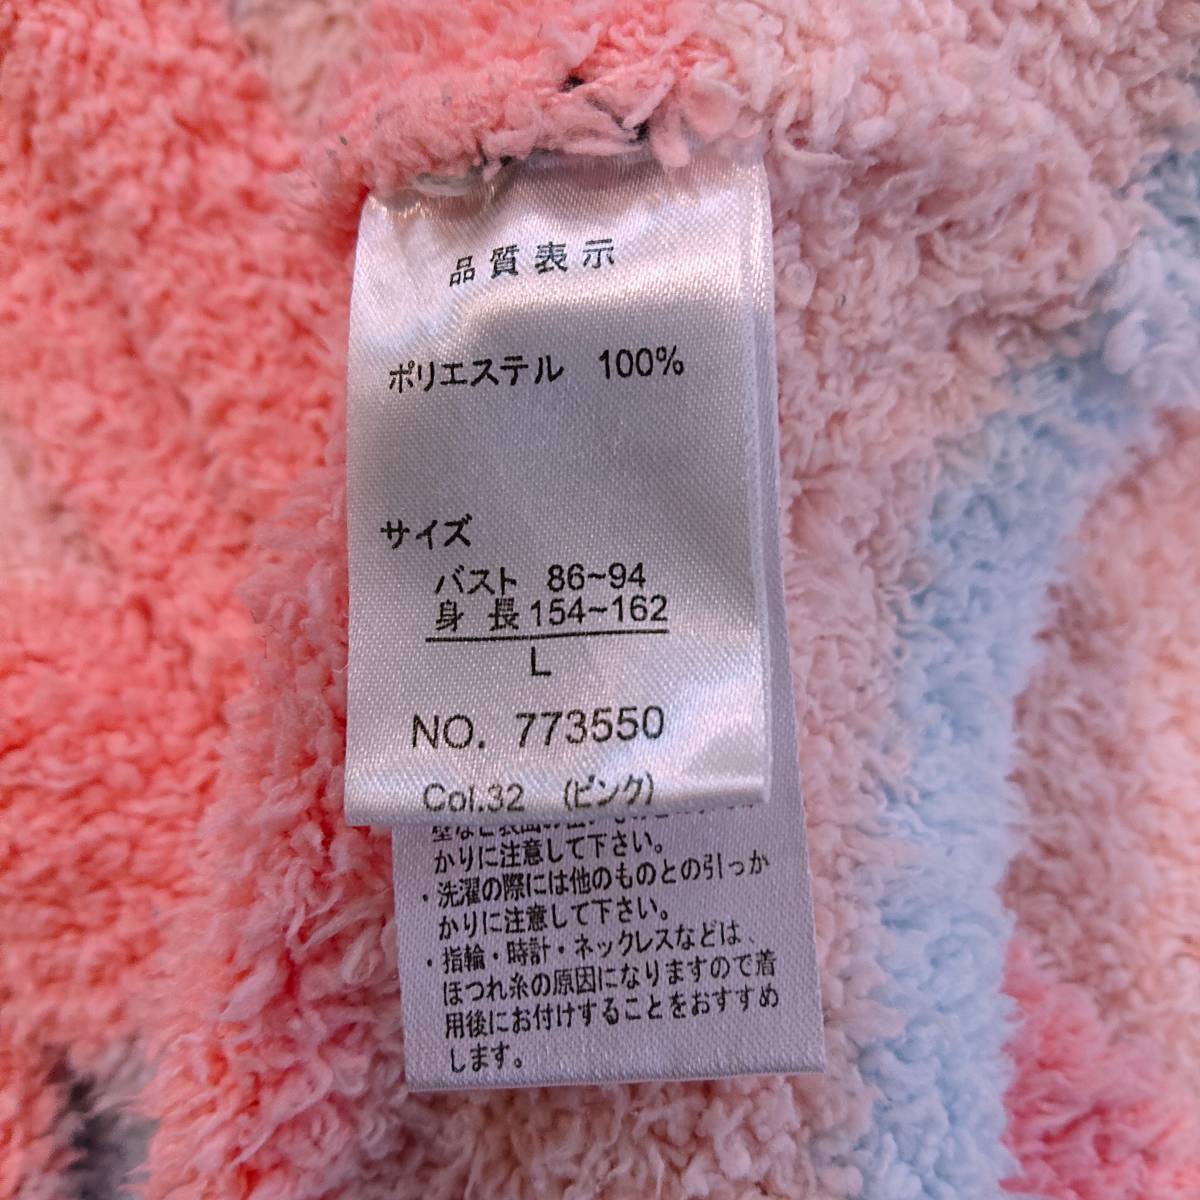 品質表示
ポリエステル 100%
サイズ
バスト 86~94
身 長 154~162
L
NO. 773550
Col.32 (ピンク)
かりに注意して下さい。
・洗濯の際には他のものとの引っか
かりに注意して下さい。
・指輪・時計・ネックレスなどは、
ほつれ糸の原因になりますので着
用後にお付けすることをおすすめ
します。